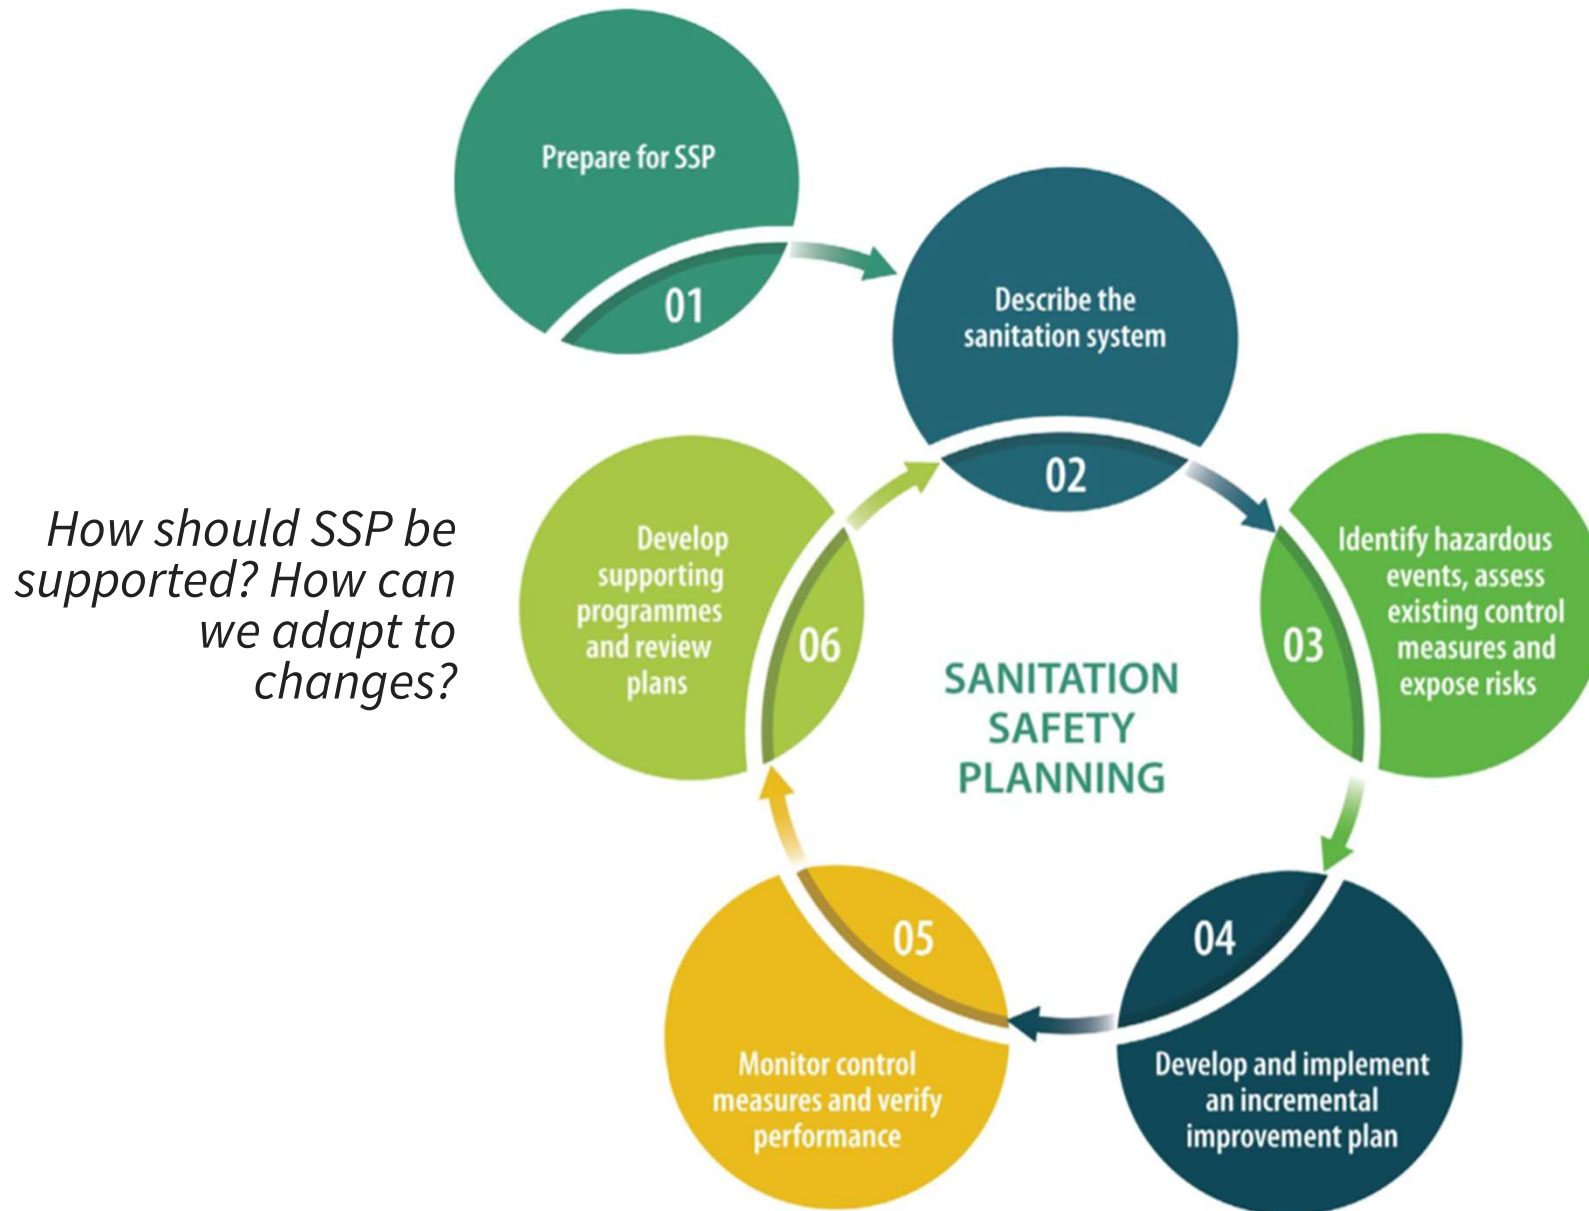 Prepare for SSP
01
Describe the
sanitation system
02
Identify hazardous
events, assess
existing control
measures and
expose risks
03
Develop and implement
an incremental
improvement plan
04
Monitor control
measures and verify
performance
05
Develop
supporting
programmes
and review
plans
06
How should SSP be
supported? How can
we adapt to
changes?
SANITATION
SAFETY
PLANNING